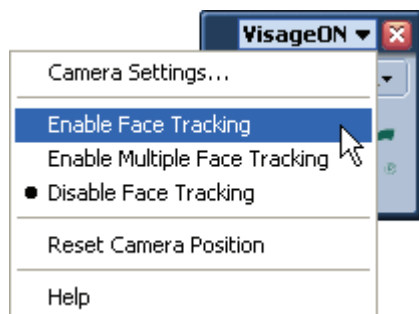 VisageON
Camera Settings...
Enable Face Tracking
Enable Multiple Face Tracking
Disable Face Tracking
Reset Camera Position
Help